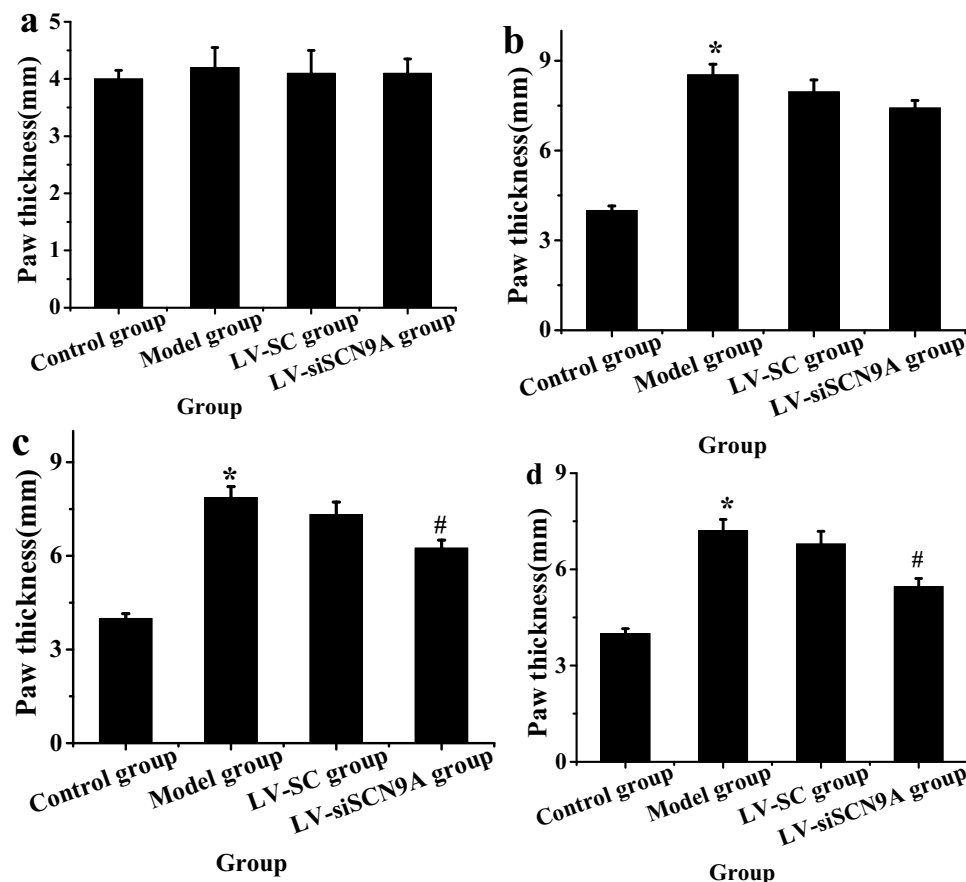 a
Paw thickness(mm)
5
4
3
2
1
0
Control group
Model group
LV-SC group
LV-siSCN9A group
Group
b
Paw thickness(mm)
9
6
3
0
*
Control group
Model group
LV-SC group
LV-siSCN9A group
Group
c
Paw thickness(mm)
9
6
3
0
*
#
Control group
Model group
LV-SC group
LV-siSCN9A group
Group
d
Paw thickness(mm)
9
6
3
0
*
#
Control group
Model group
LV-SC group
LV-siSCN9A group
Group